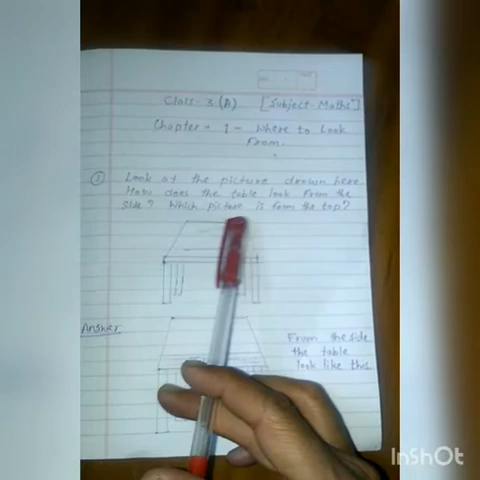 Class-3 (A) [Subject-Maths]
Chapter - 1 - Where to Look
From.
① Look at the picture drawn here
How does the table look from the
side? Which picture is form the top?
Answer
From the side
the table
look like this.
InShOt